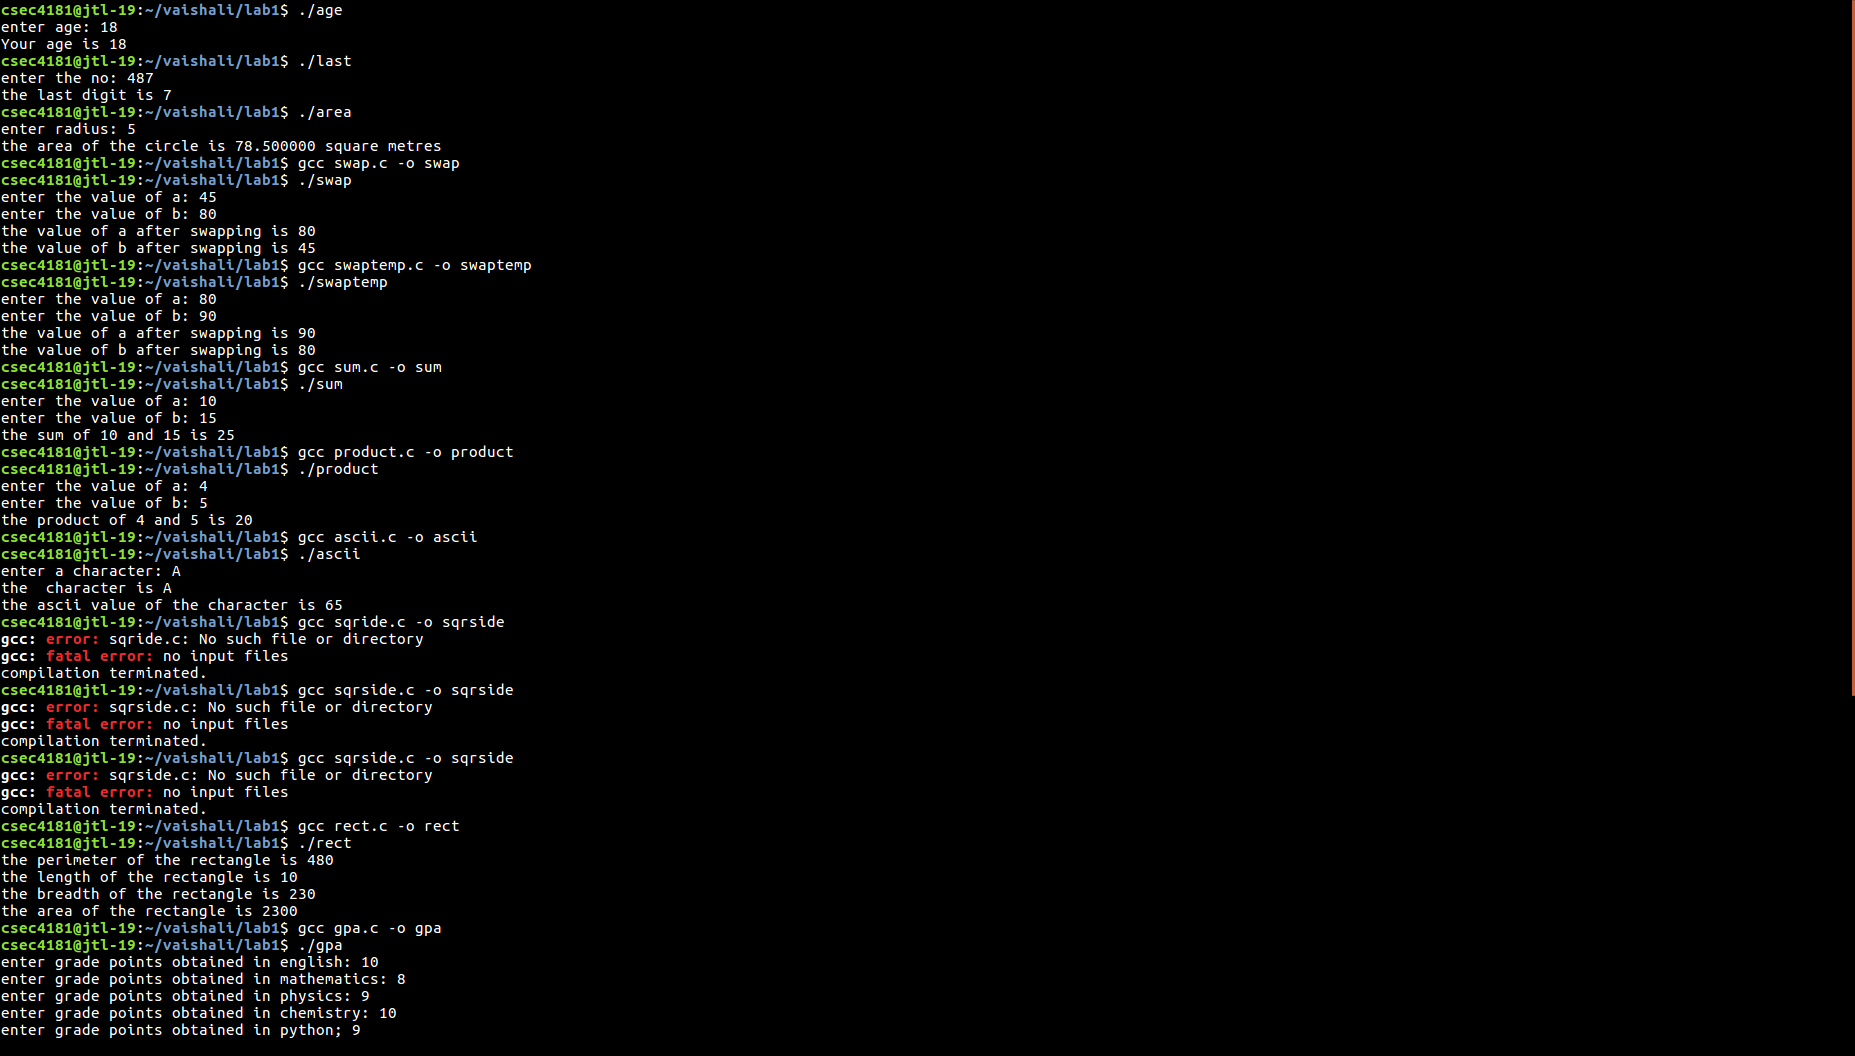 csec4181@jtl-19:~/vaishali/lab1$ ./age
enter age: 18
Your age is 18
csec4181@jtl-19:~/vaishali/lab1$ ./last
enter the no: 487
the last digit is 7
csec4181@jtl-19:~/vaishali/lab1$ ./area
enter radius: 5
the area of the circle is 78.500000 square metres
csec4181@jtl-19:~/vaishali/lab1$ gcc swap.c -o swap
csec4181@jtl-19:~/vaishali/lab1$ ./swap
enter the value of a: 45
enter the value of b: 80
the value of a after swapping is 80
the value of b after swapping is 45
csec4181@jtl-19:~/vaishali/lab1$ gcc swaptemp.c -o swaptemp
csec4181@jtl-19:~/vaishali/lab1$ ./swaptemp
enter the value of a: 80
enter the value of b: 90
the value of a after swapping is 90
the value of b after swapping is 80
csec4181@jtl-19:~/vaishali/lab1$ gcc sum.c -o sum
csec4181@jtl-19:~/vaishali/lab1$ ./sum
enter the value of a: 10
enter the value of b: 15
the sum of 10 and 15 is 25
csec4181@jtl-19:~/vaishali/lab1$ gcc product.c -o product
csec4181@jtl-19:~/vaishali/lab1$ ./product
enter the value of a: 4
enter the value of b: 5
the product of 4 and 5 is 20
csec4181@jtl-19:~/vaishali/lab1$ gcc ascii.c -o ascii
csec4181@jtl-19:~/vaishali/lab1$ ./ascii
enter a character: A
the  character is A
the ascii value of the character is 65
csec4181@jtl-19:~/vaishali/lab1$ gcc sqride.c -o sqrside
gcc: error: sqride.c: No such file or directory
gcc: fatal error: no input files
compilation terminated.
csec4181@jtl-19:~/vaishali/lab1$ gcc sqrside.c -o sqrside
gcc: error: sqrside.c: No such file or directory
gcc: fatal error: no input files
compilation terminated.
csec4181@jtl-19:~/vaishali/lab1$ gcc sqrside.c -o sqrside
gcc: error: sqrside.c: No such file or directory
gcc: fatal error: no input files
compilation terminated.
csec4181@jtl-19:~/vaishali/lab1$ gcc rect.c -o rect
csec4181@jtl-19:~/vaishali/lab1$ ./rect
the perimeter of the rectangle is 480
the length of the rectangle is 10
the breadth of the rectangle is 230
the area of the rectangle is 2300
csec4181@jtl-19:~/vaishali/lab1$ gcc gpa.c -o gpa
csec4181@jtl-19:~/vaishali/lab1$ ./gpa
enter grade points obtained in english: 10
enter grade points obtained in mathematics: 8
enter grade points obtained in physics: 9
enter grade points obtained in chemistry: 10
enter grade points obtained in python; 9